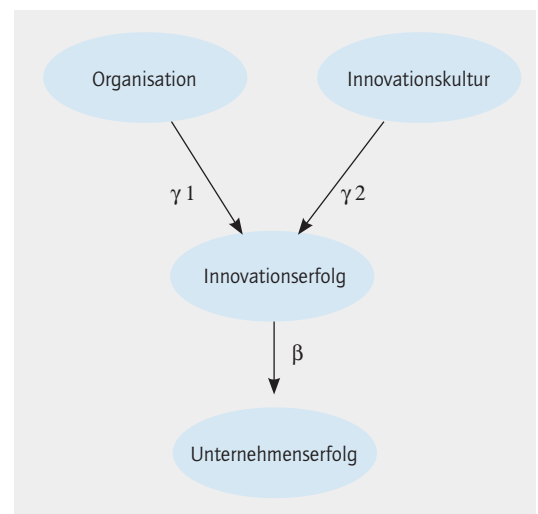 Organisation
Innovationskultur
γ 1
γ 2
Innovationserfolg
β
Unternehmenserfolg